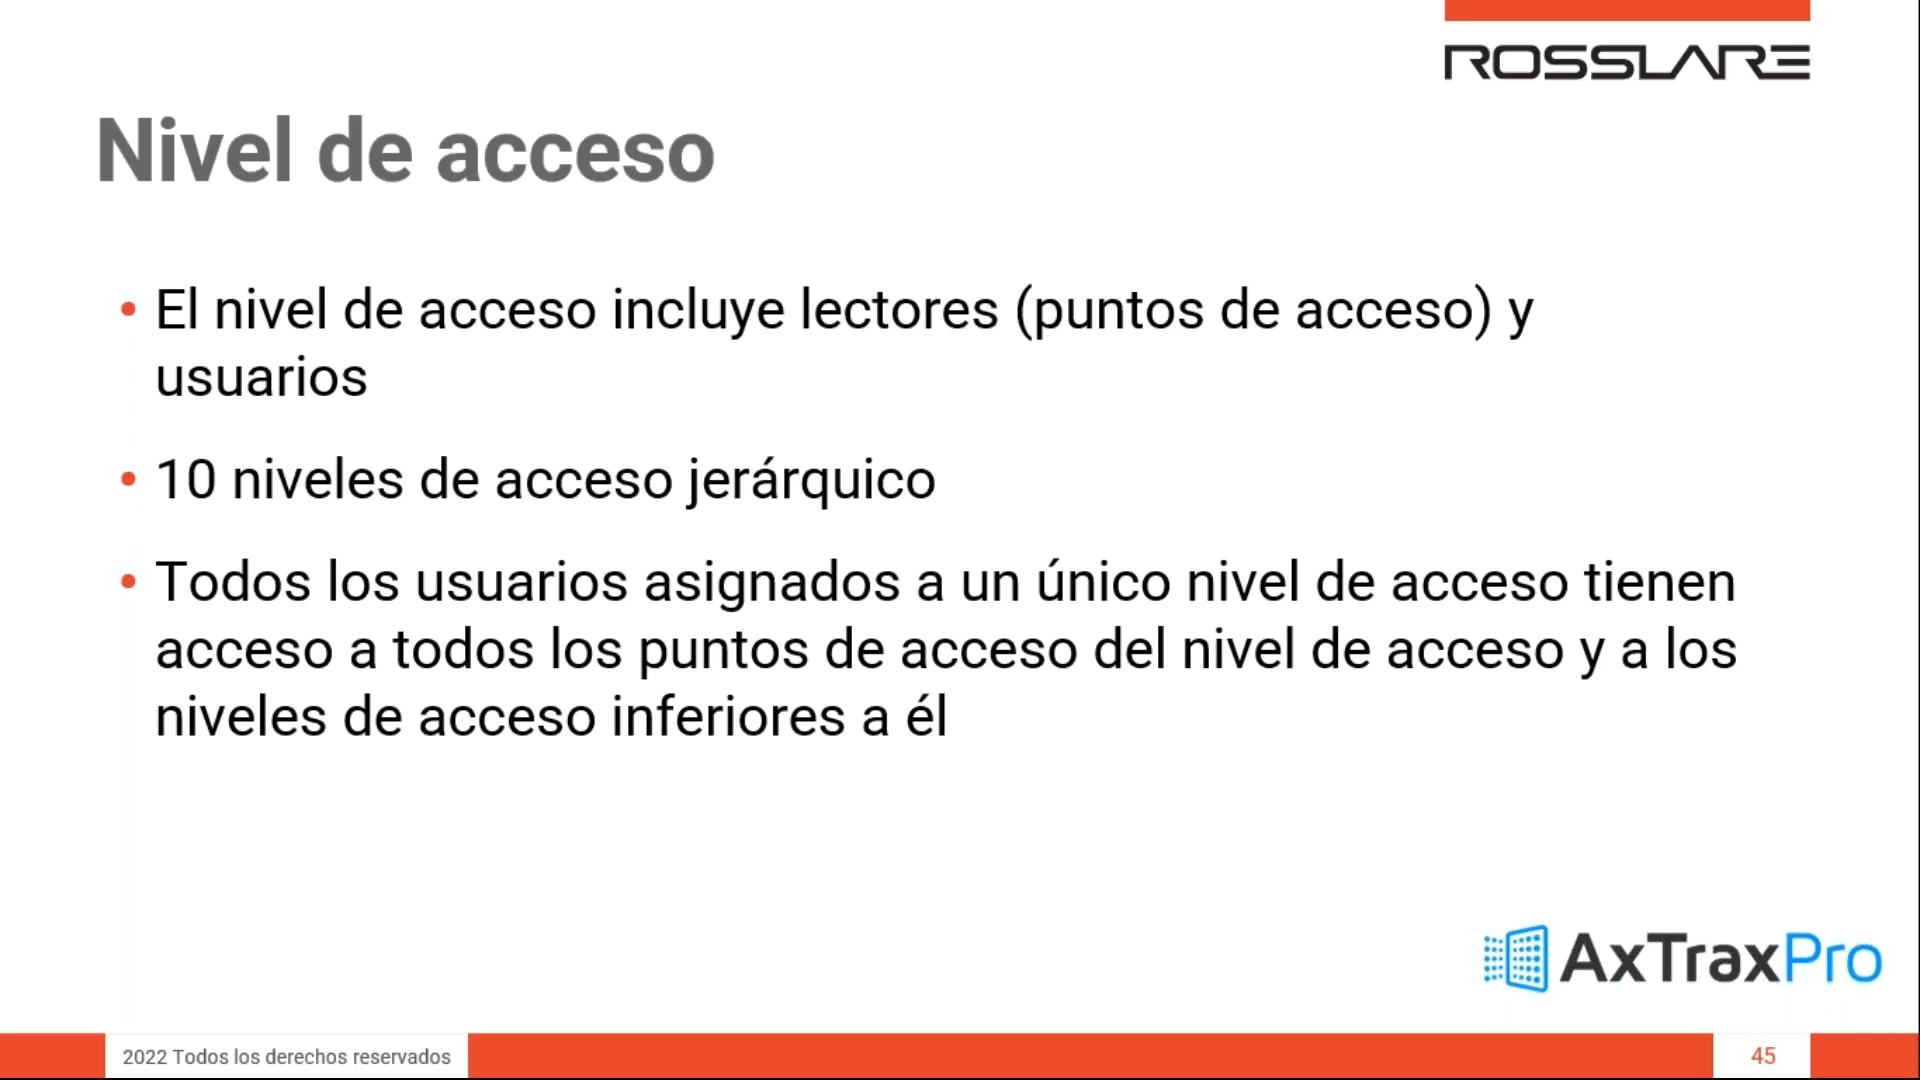 ROSSLARE
Nivel de acceso
• El nivel de acceso incluye lectores (puntos de acceso) y
usuarios
• 10 niveles de acceso jerárquico
• Todos los usuarios asignados a un único nivel de acceso tienen
acceso a todos los puntos de acceso del nivel de acceso y a los
niveles de acceso inferiores a él
AxTraxPro
2022 Todos los derechos reservados
45